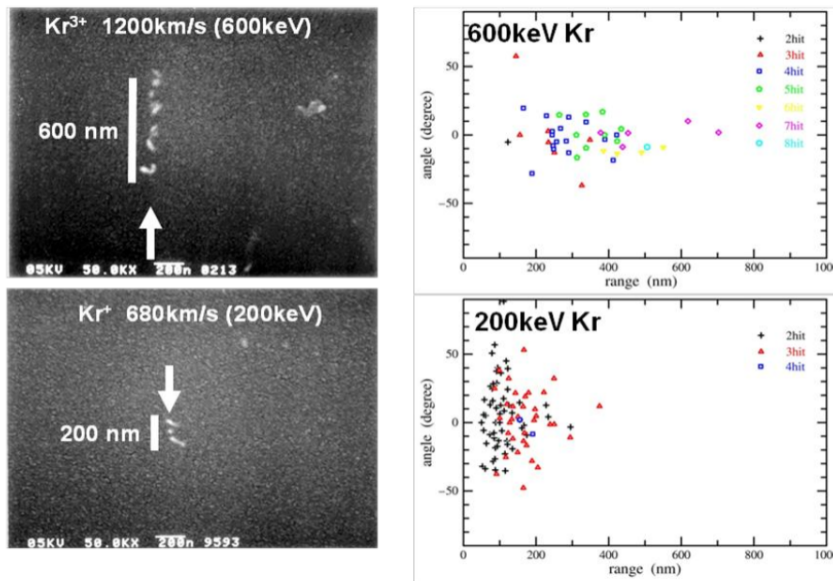 Kr³⁺ 1200km/s (600keV)
600 nm
05KV 50.0KX 200n 0213
Kr⁺ 680km/s (200keV)
200 nm
05KV 50.0KX 200n 9593
600keV Kr
2hit
3hit
4hit
5hit
6hit
7hit
8hit
50
0
−50
angle (degree)
0 200 400 600 800 100
range (nm)
200keV Kr
2hit
3hit
4hit
50
0
−50
angle (degree)
0 200 400 600 800 100
range (nm)